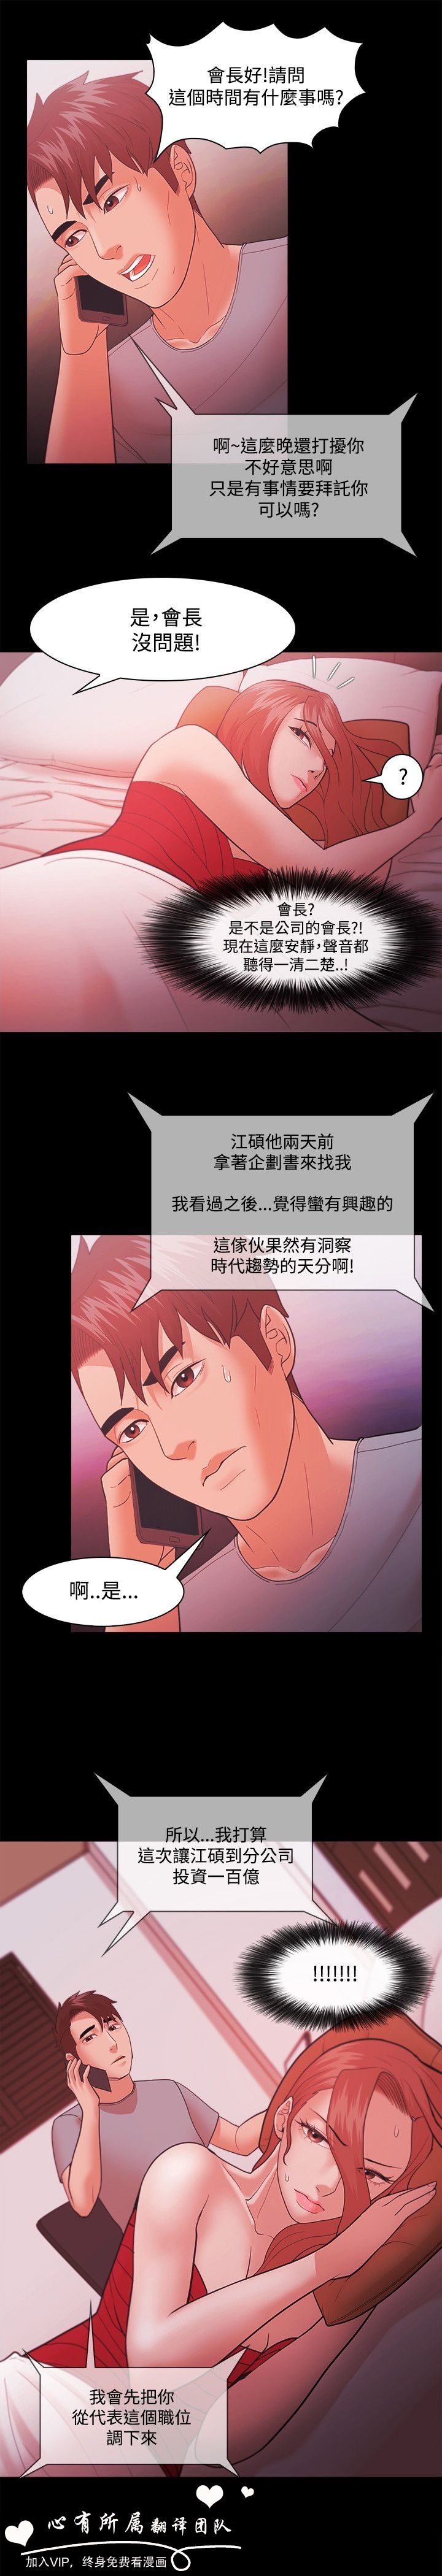 會長好!請問
這個時間有什麼事嗎?
啊~這麼晚還打擾你
不好意思啊
只是有事情要拜託你
可以嗎?
是,會長
沒問題!
?
會長?
是不是公司的會長?!
現在這麼安靜,聲音都
聽得一清二楚..!
江碩他兩天前
拿著企劃書來找我
我看過之後...覺得蠻有興趣的
這傢伙果然有洞察
時代趨勢的天分啊!
啊..是...
所以...我打算
這次讓江碩到分公司
投資一百億
!!!!!!!
我會先把你
從代表這個職位
調下來
心有所属翻译团队
加入VIP,终身免费看漫画